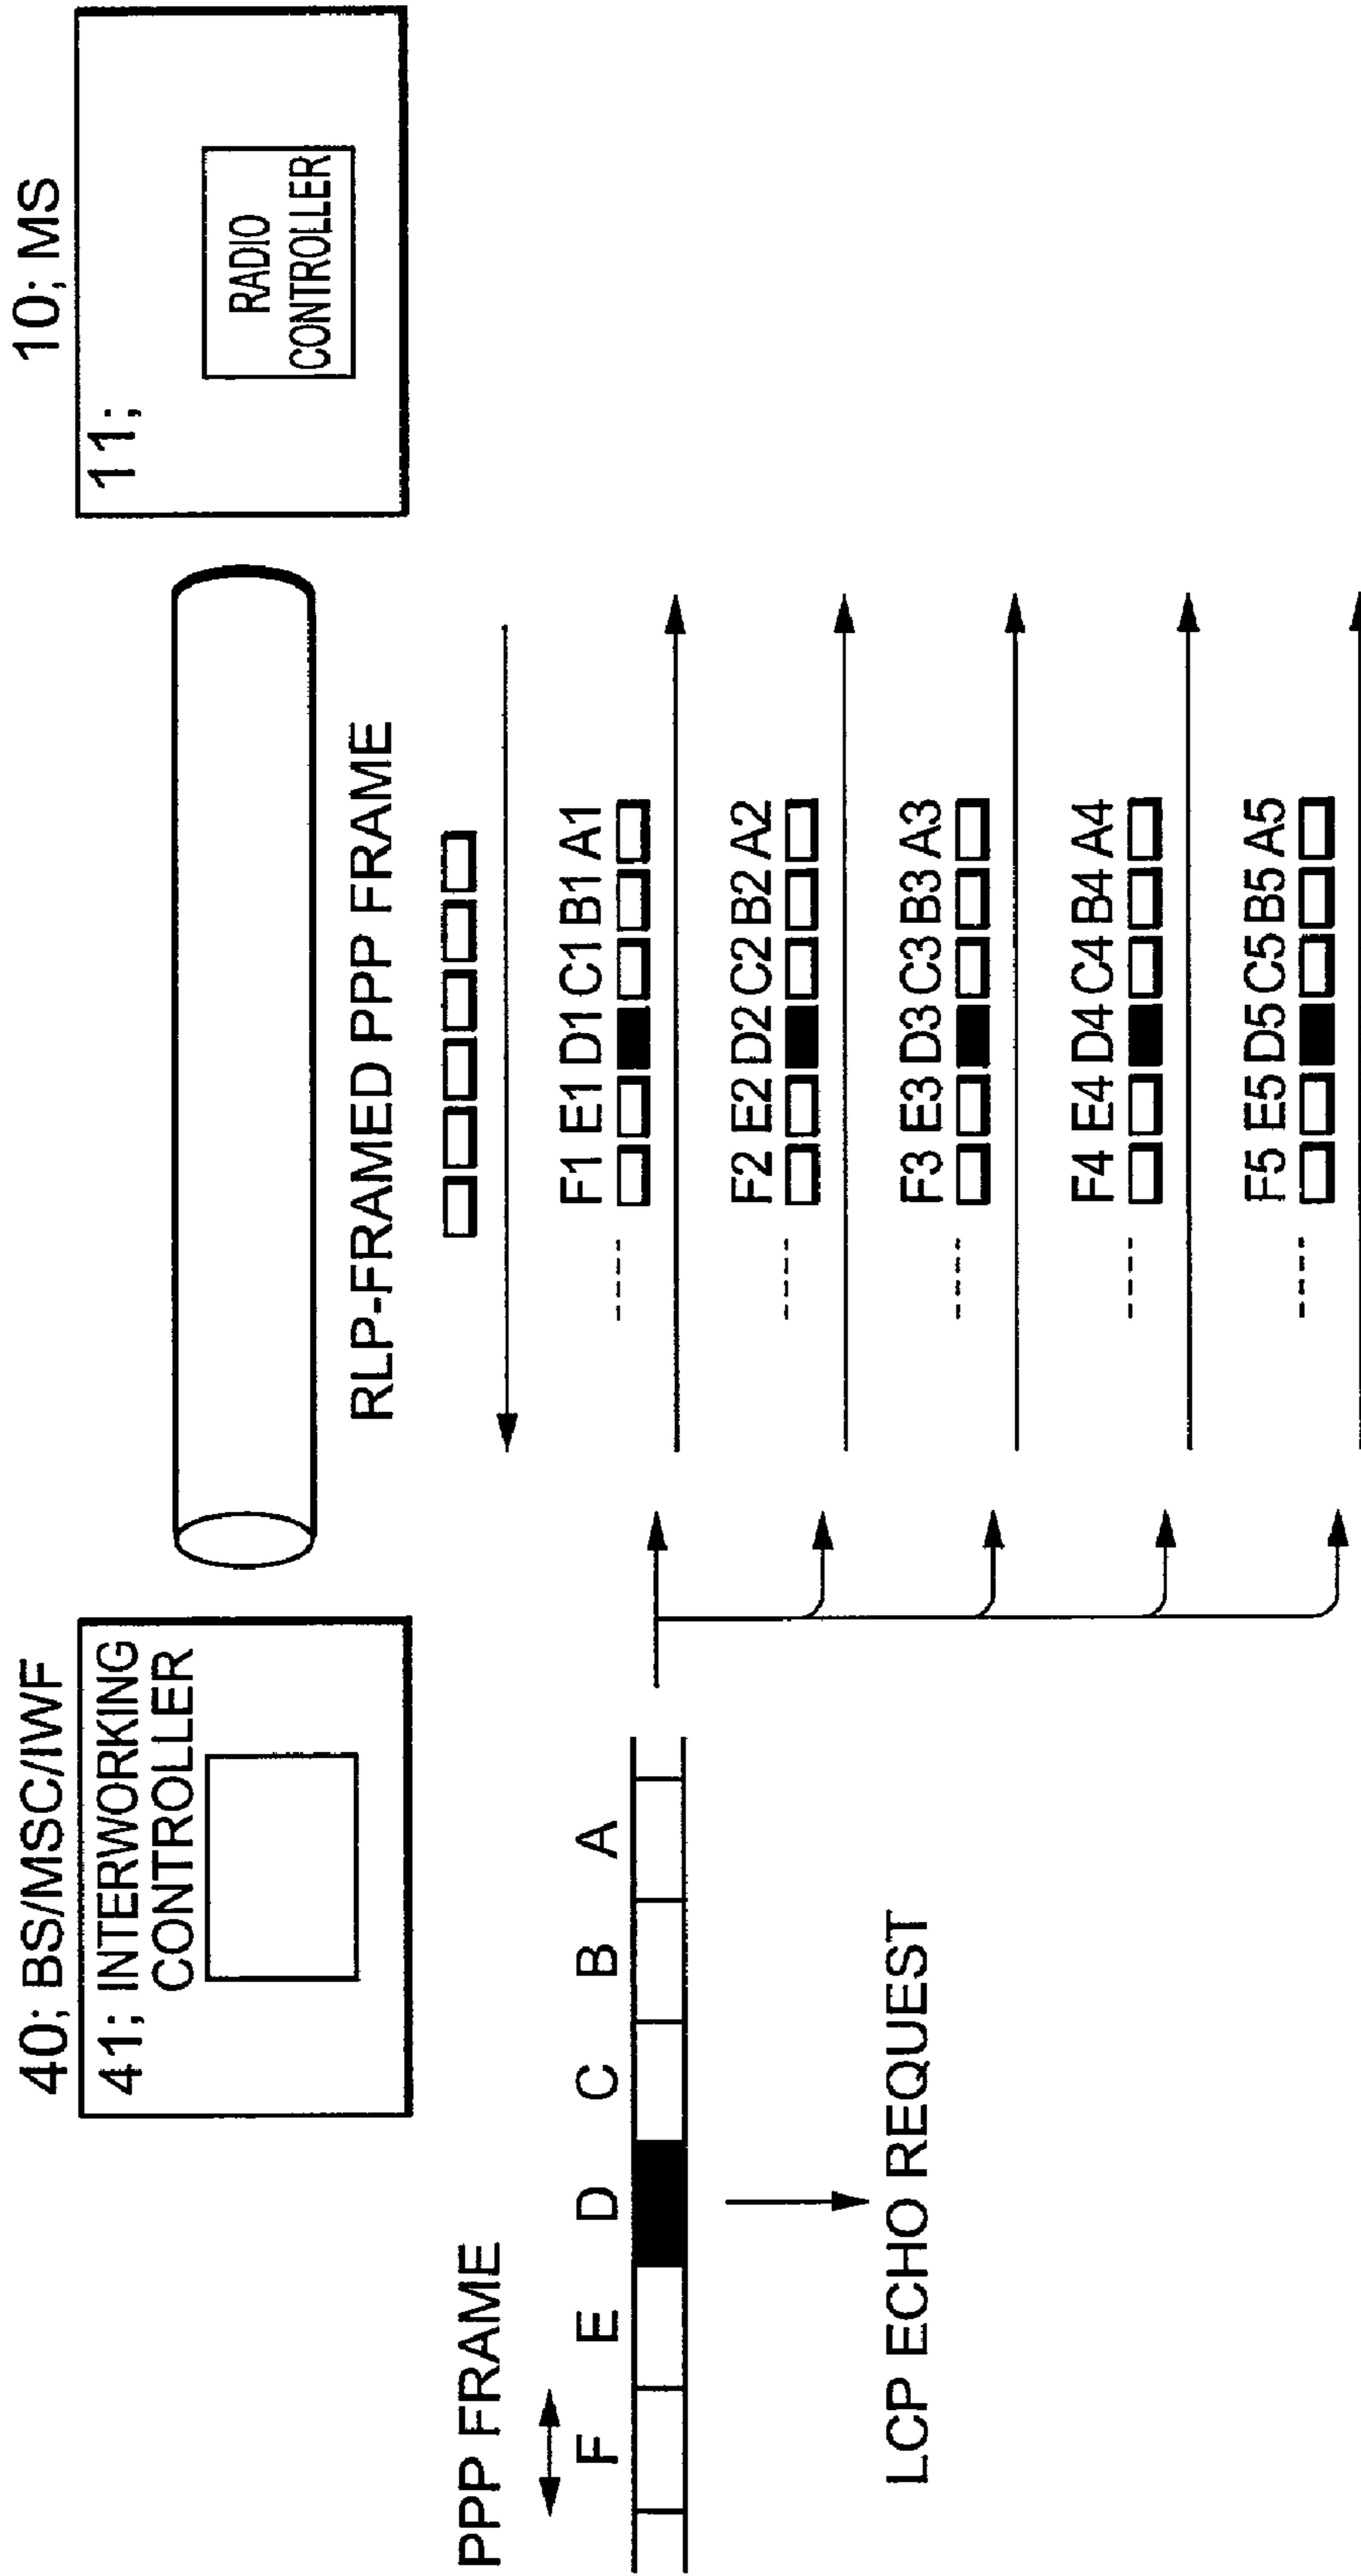 40; BS/MSC/IWF
41; INTERWORKING
CONTROLLER
10; MS
11;
RADIO
CONTROLLER
RLP-FRAMED PPP FRAME
PPP FRAME
F E D C B A
LCP ECHO REQUEST
F1 E1 D1 C1 B1 A1
F2 E2 D2 C2 B2 A2
F3 E3 D3 C3 B3 A3
F4 E4 D4 C4 B4 A4
F5 E5 D5 C5 B5 A5